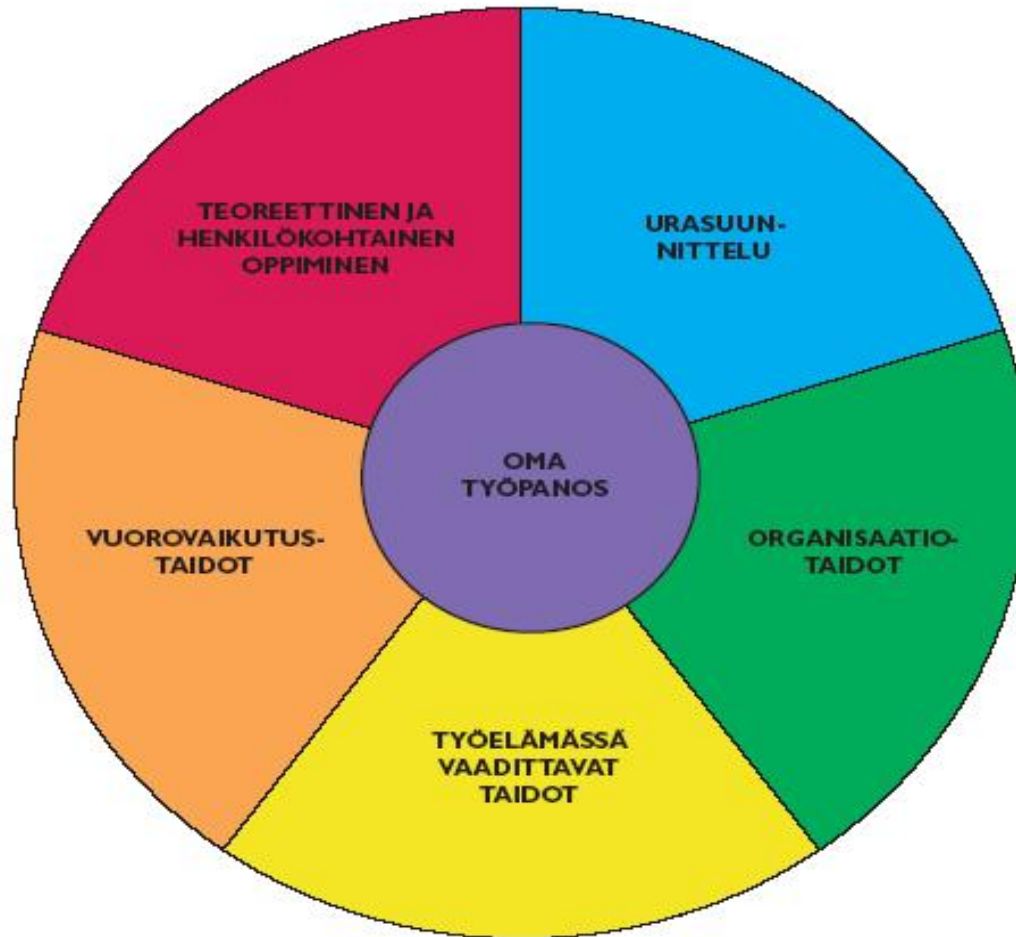 TEOREETTINEN JA
HENKILÖKOHTAINEN
OPPIMINEN
URASUUN-
NITTELU
OMA
TYÖPANOS
VUOROVAIKUTUS-
TAIDOT
ORGANISAATIO-
TAIDOT
TYÖELÄMÄSSÄ
VAADITTAVAT
TAIDOT